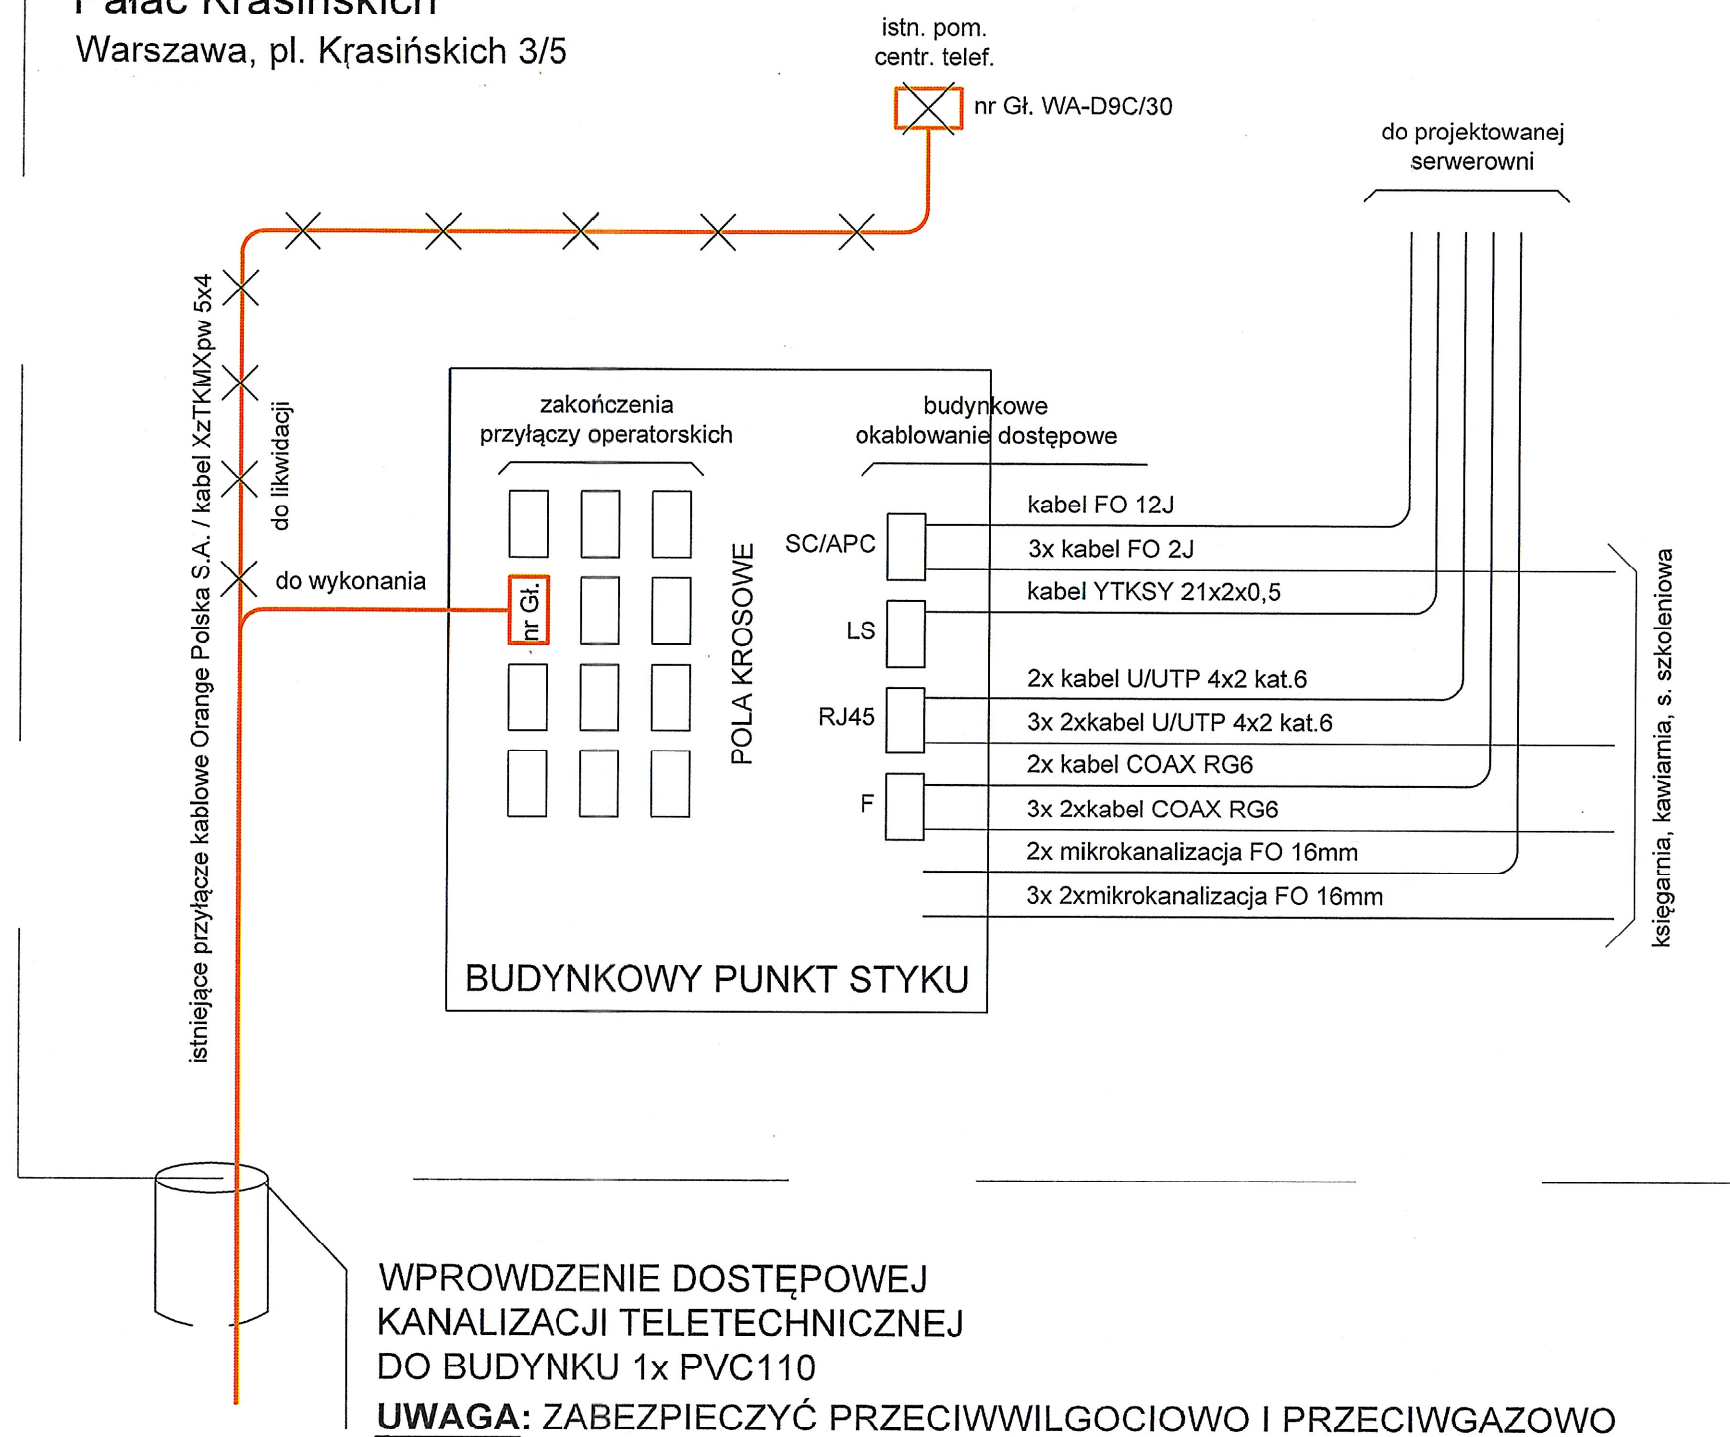 Pałac Krasińskich
Warszawa, pl. Krasińskich 3/5
istn. pom.
centr. telef.
nr Gł. WA-D9C/30
do projektowanej
serwerowni
istniejące przyłącze kablowe Orange Polska S.A. / kabel XzTKMXpw 5x4
do likwidacji
do wykonania
zakończenia
przyłączy operatorskich
budynkowe
okablowanie dostępowe
nr Gł.
POLA KROSOWE
SC/APC
LS
RJ45
F
kabel FO 12J
3x kabel FO 2J
kabel YTKSY 21x2x0,5
2x kabel U/UTP 4x2 kat.6
3x 2xkabel U/UTP 4x2 kat.6
2x kabel COAX RG6
3x 2xkabel COAX RG6
2x mikrokanalizacja FO 16mm
3x 2xmikrokanalizacja FO 16mm
księgarnia, kawiarnia, s. szkoleniowa
BUDYNKOWY PUNKT STYKU
WPROWDZENIE DOSTĘPOWEJ
KANALIZACJI TELETECHNICZNEJ
DO BUDYNKU 1x PVC110
UWAGA: ZABEZPIECZYĆ PRZECIWWILGOCIOWO I PRZECIWGAZOWO